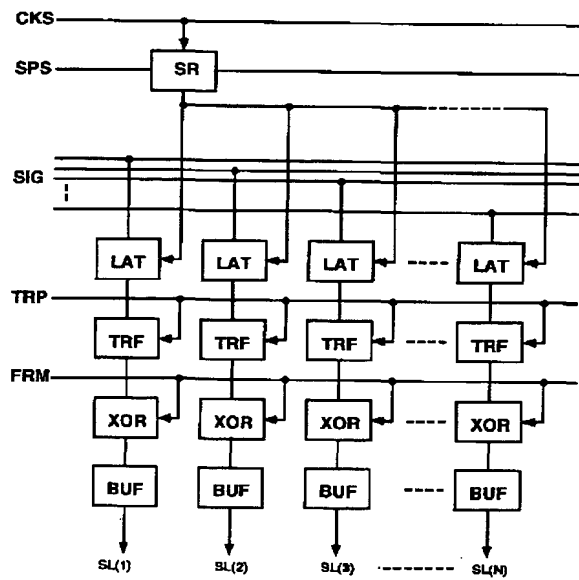 CKS
SPS SR
SIG
LAT LAT LAT LAT
TRP
TRF TRF TRF TRF
FRM
XOR XOR XOR XOR
BUF BUF BUF BUF
SL(1) SL(2) SL(3) SL(N)